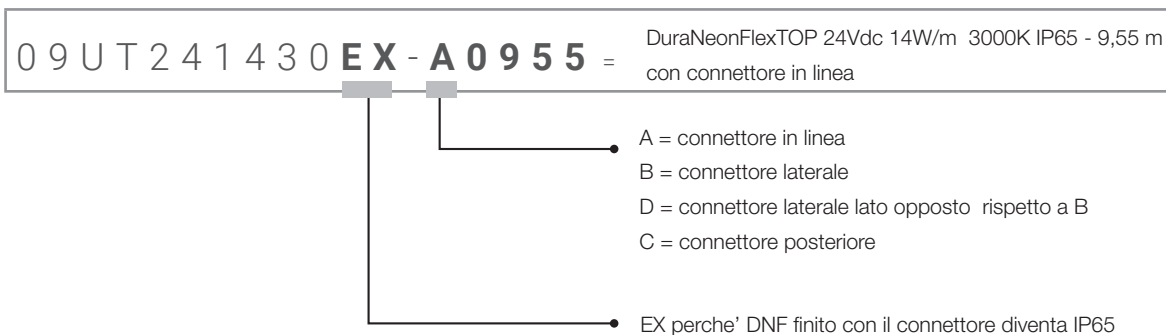 09UT241430EX-A0955 =
DuraNeonFlexTOP 24Vdc 14W/m 3000K IP65 - 9,55 m
con connettore in linea
A = connettore in linea
B = connettore laterale
D = connettore laterale lato opposto rispetto a B
C = connettore posteriore
EX perche' DNF finito con il connettore diventa IP65